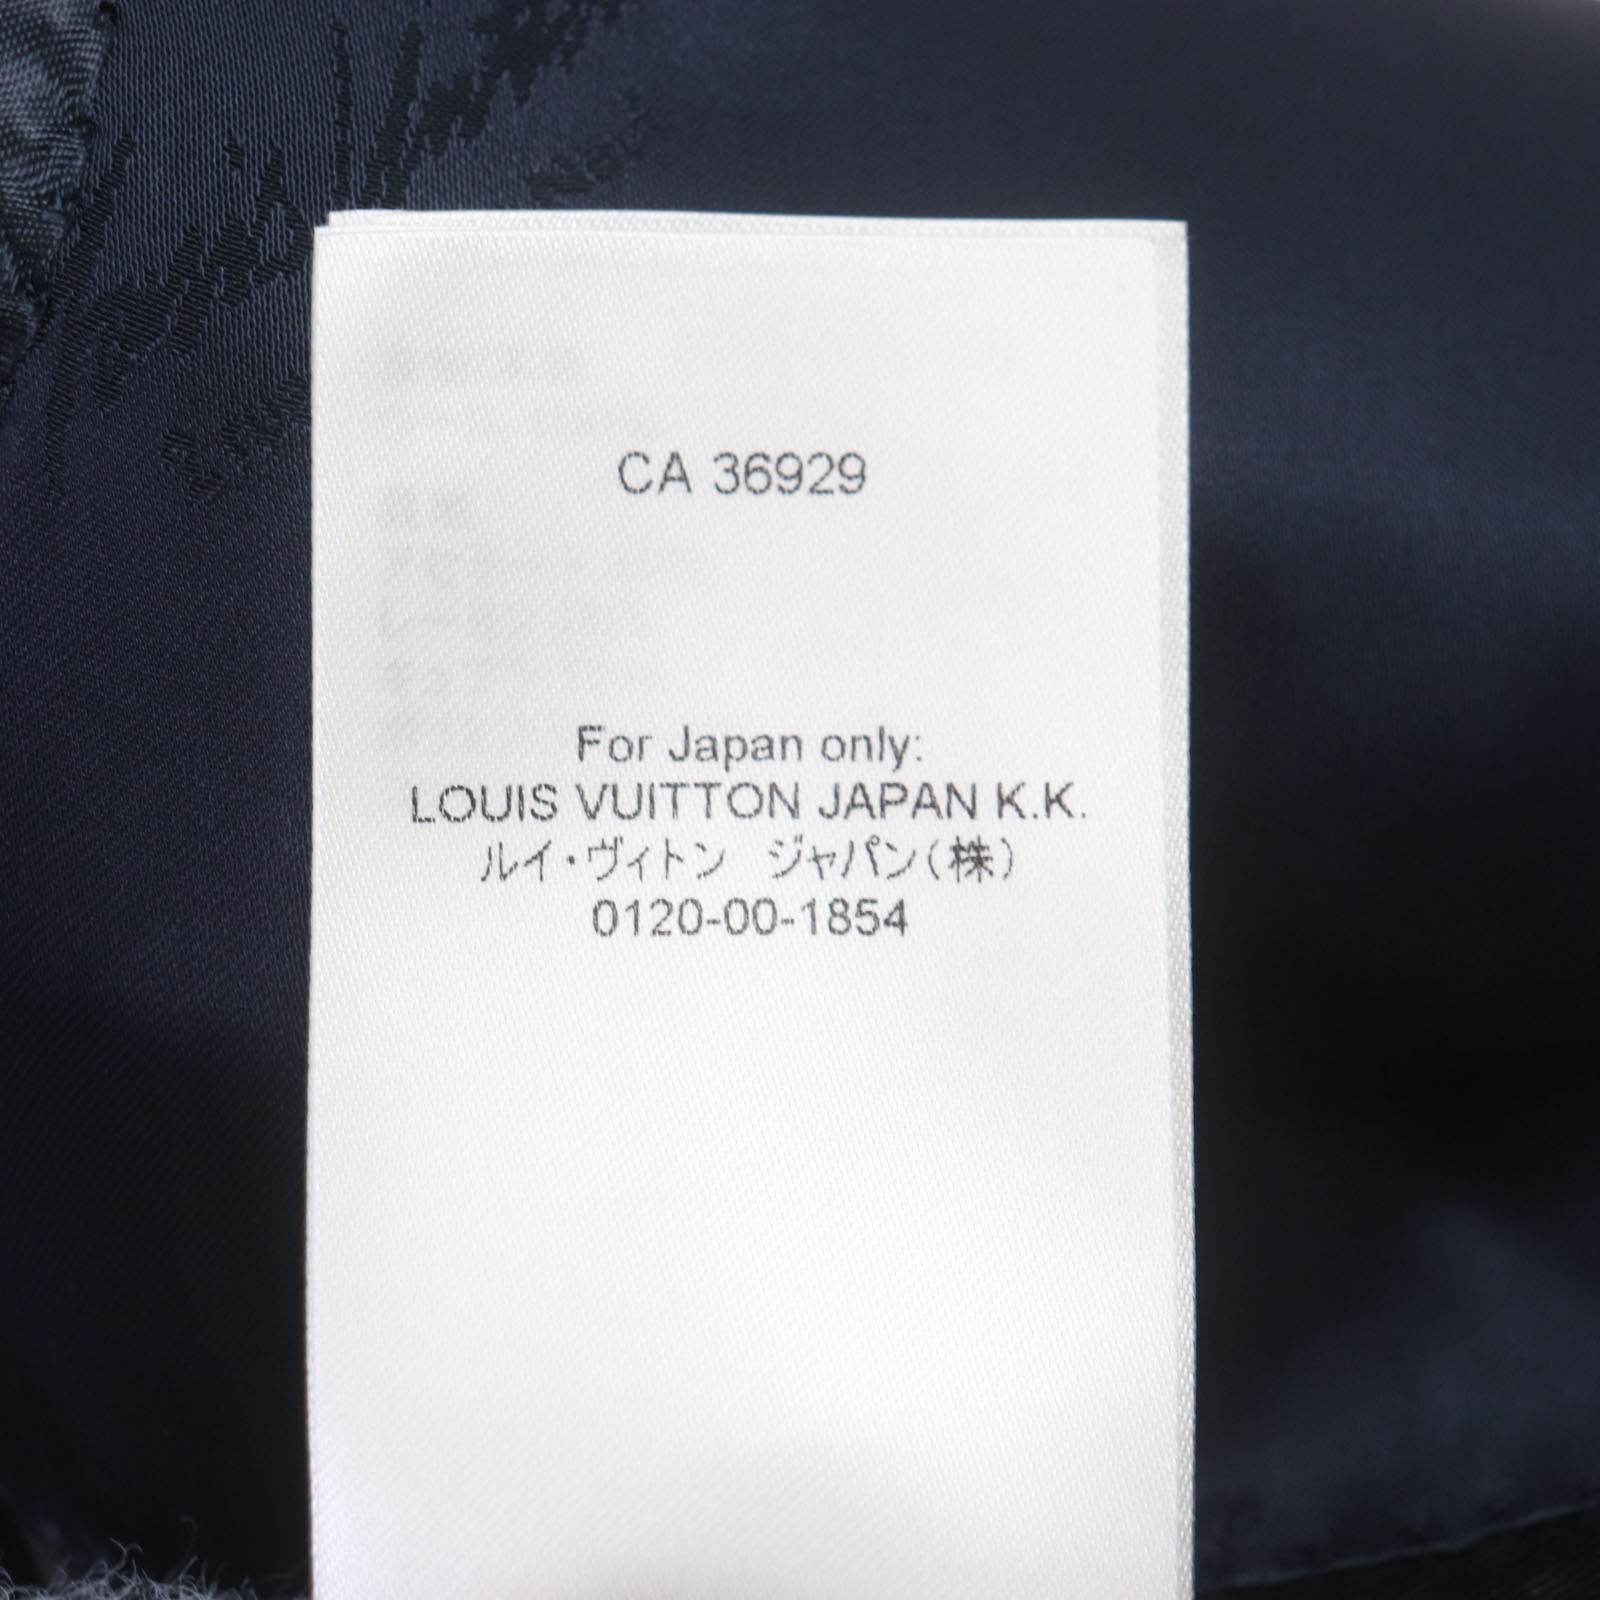 CA 36929
For Japan only:
LOUIS VUITTON JAPAN K.K.
ルイ・ヴィトン　ジャパン(株)
0120-00-1854